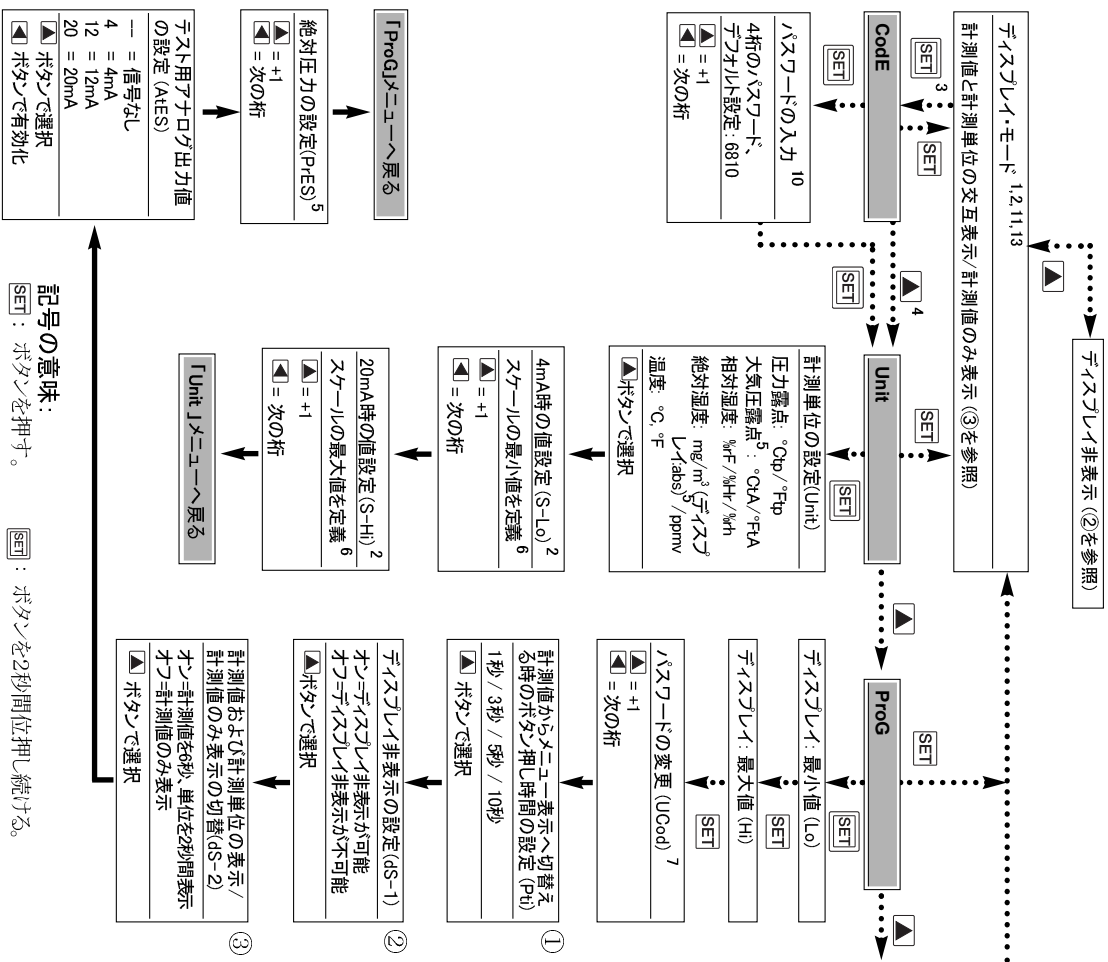 ディスプレイ非表示 (②を参照)
▲
ディスプレイ・モード 1,2,11,13
計測値と計測単位の交互表示/計測値のみ表示 (③を参照)
SET 3
SET
CodE
SET
パスワードの入力 10
4桁のパスワード、
デフォルト設定：6810
▲ = +1
◀ = 次の桁
▲ 4
SET
Unit
SET
SET
計測単位の設定(Unit)
圧力露点: °Ctp/°Ftp
大気圧露点5: °CtA/°FtA
相対湿度: %rF/%Hr/%rh
絶対湿度: mg/m³ (ディスプ
レイ:abs)5/ppmv
温度: °C, °F
▲ボタンで選択
4mA時の値設定 (S-Lo) 2
スケールの最小値を定義 6
▲ = +1
◀ = 次の桁
20mA時の値設定 (S-Hi) 2
スケールの最大値を定義 6
▲ = +1
◀ = 次の桁
「Unit 」メニューへ戻る
▲
ProG
SET
▲
SET
ディスプレイ: 最小値 (Lo)
SET
ディスプレイ: 最大値 (Hi)
SET
パスワードの変更 (UCod) 7
▲ = +1
◀ = 次の桁
計測値からメニュー表示へ切替え
る時のボタン押し時間の設定 (Pti)
1秒 / 3秒 / 5秒 / 10秒
▲ ボタンで選択
①
ディスプレイ非表示の設定(dS-1)
オン=ディスプレイ非表示が可能
オフ=ディスプレイ非表示が不可能
▲ボタンで選択
②
計測値および計測単位の表示/
計測値のみ表示の切替(dS-2)
オン=計測値を6秒、単位を2秒間表示
オフ=計測値のみ表示
▲ ボタンで選択
③
テスト用アナログ出力値
の設定 (AtES)
-- = 信号なし
4 = 4mA
12 = 12mA
20 = 20mA
▲ ボタンで選択
◀ ボタンで有効化
絶対圧力の設定(PrES) 5
▲ = +1
◀ = 次の桁
「ProG」メニューへ戻る
記号の意味:
SET： ボタンを押す。
SET： ボタンを2秒間位押し続ける。